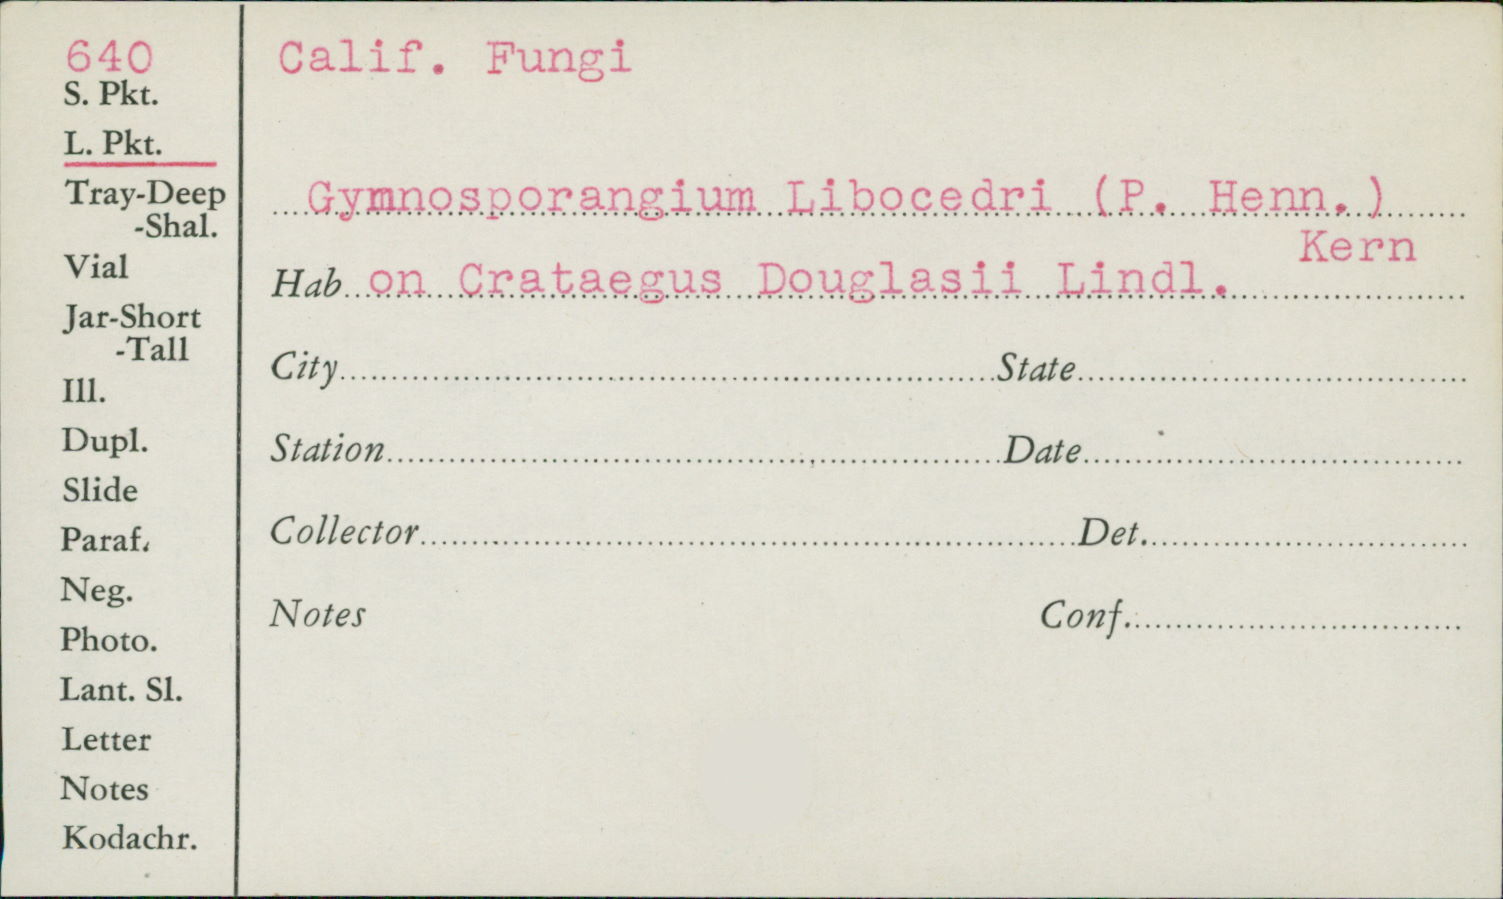 640
S. Pkt.
L. Pkt.
Tray-Deep
-Shal.
Vial
Jar-Short
-Tall
Ill.
Dupl.
Slide
Paraf.
Neg.
Photo.
Lant. Sl.
Letter
Notes
Kodachr.
Calif. Fungi
Gymnosporangium Libocedri (P. Henn.)
Kern
Hab on Crataegus Douglasii Lindl.
City State
Station Date
Collector Det.
Notes Conf.